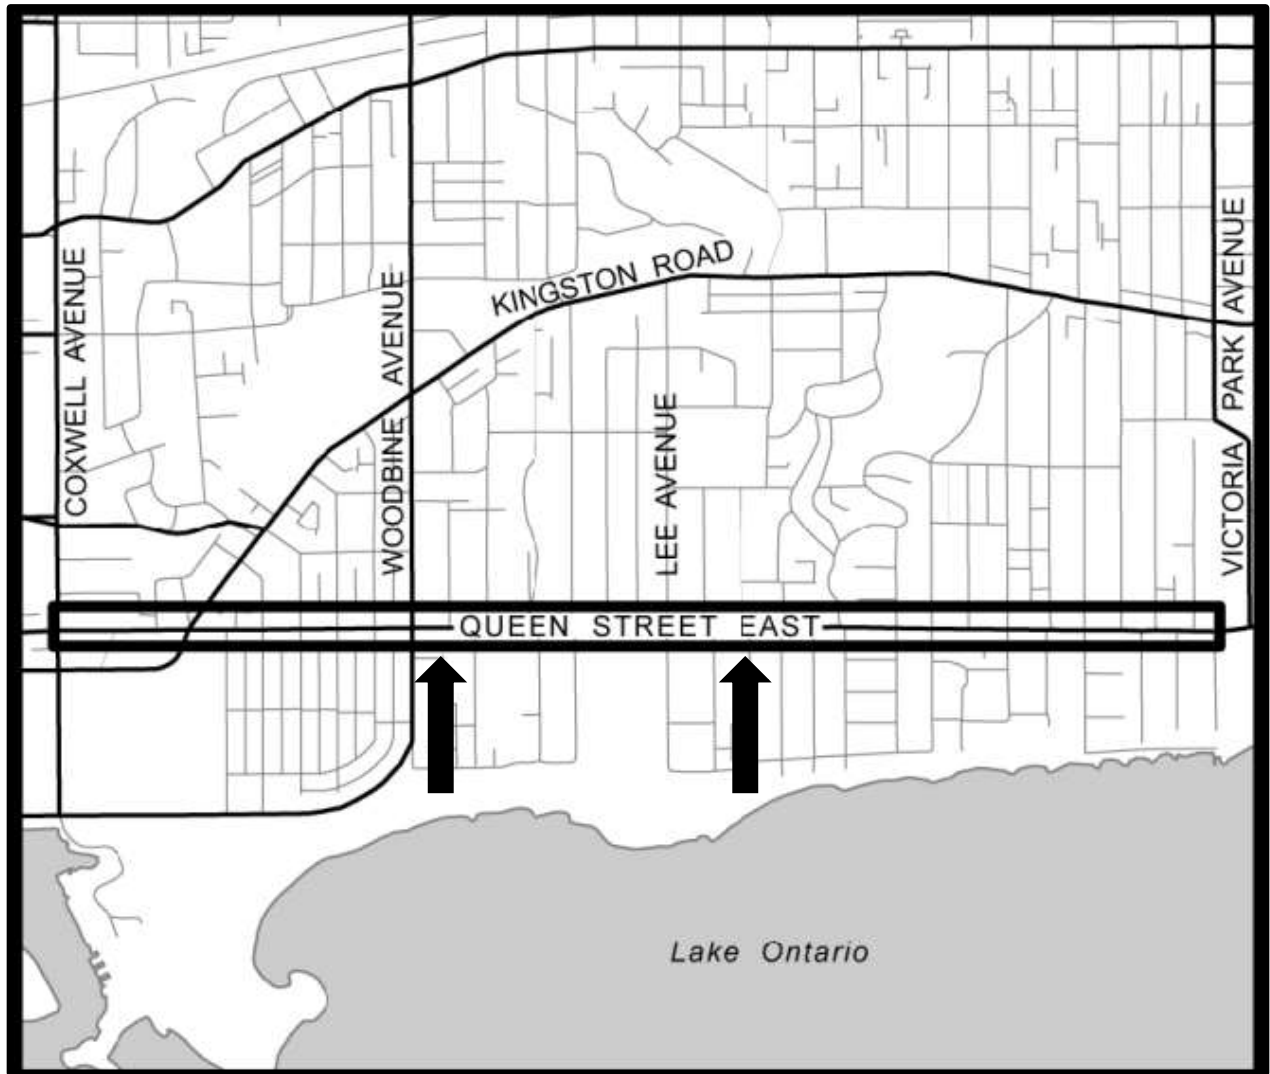 KINGSTON ROAD
COXWELL AVENUE
WOODBINE AVENUE
LEE AVENUE
VICTORIA PARK AVENUE
QUEEN STREET EAST
Lake Ontario